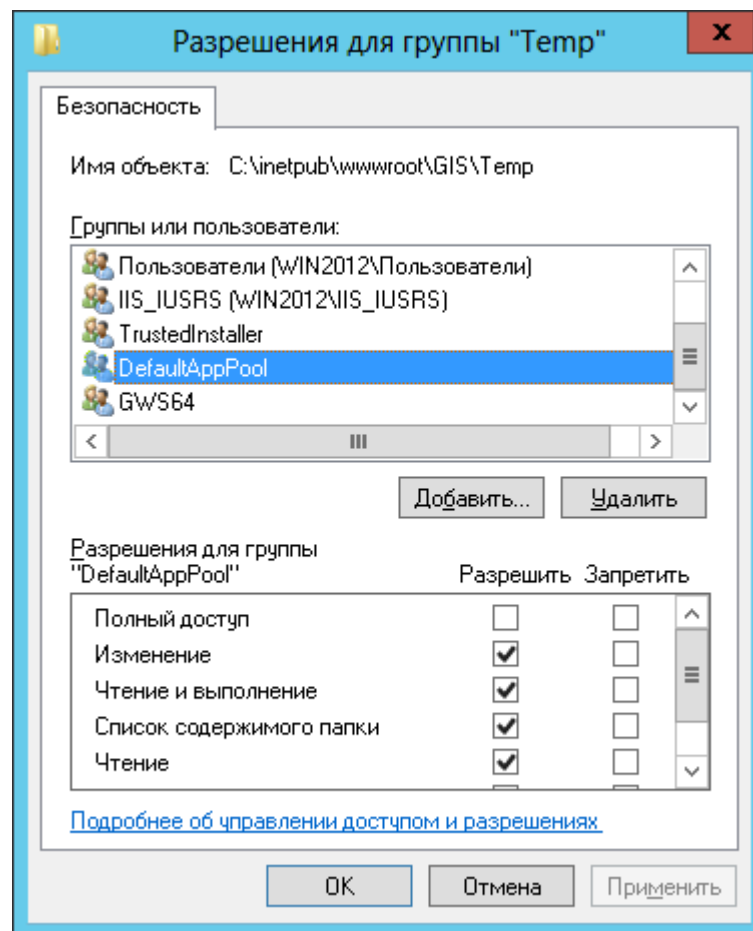 Разрешения для группы "Temp"
x
Безопасность
Имя объекта: C:\inetpub\wwwroot\GIS\Temp
Группы или пользователи:
Пользователи (WIN2012\Пользователи)
IIS_IUSRS (WIN2012\IIS_IUSRS)
TrustedInstaller
DefaultAppPool
GWS64
Добавить... Удалить
Разрешения для группы
"DefaultAppPool" Разрешить Запретить
Полный доступ
Изменение
Чтение и выполнение
Список содержимого папки
Чтение
Подробнее об управлении доступом и разрешениях
OK Отмена Применить